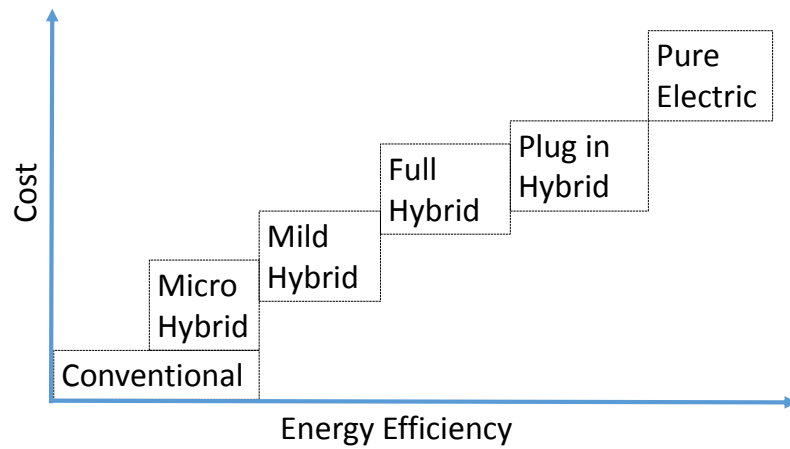 Cost
Pure
Electric
Plug in
Hybrid
Full
Hybrid
Mild
Hybrid
Micro
Hybrid
Conventional
Energy Efficiency